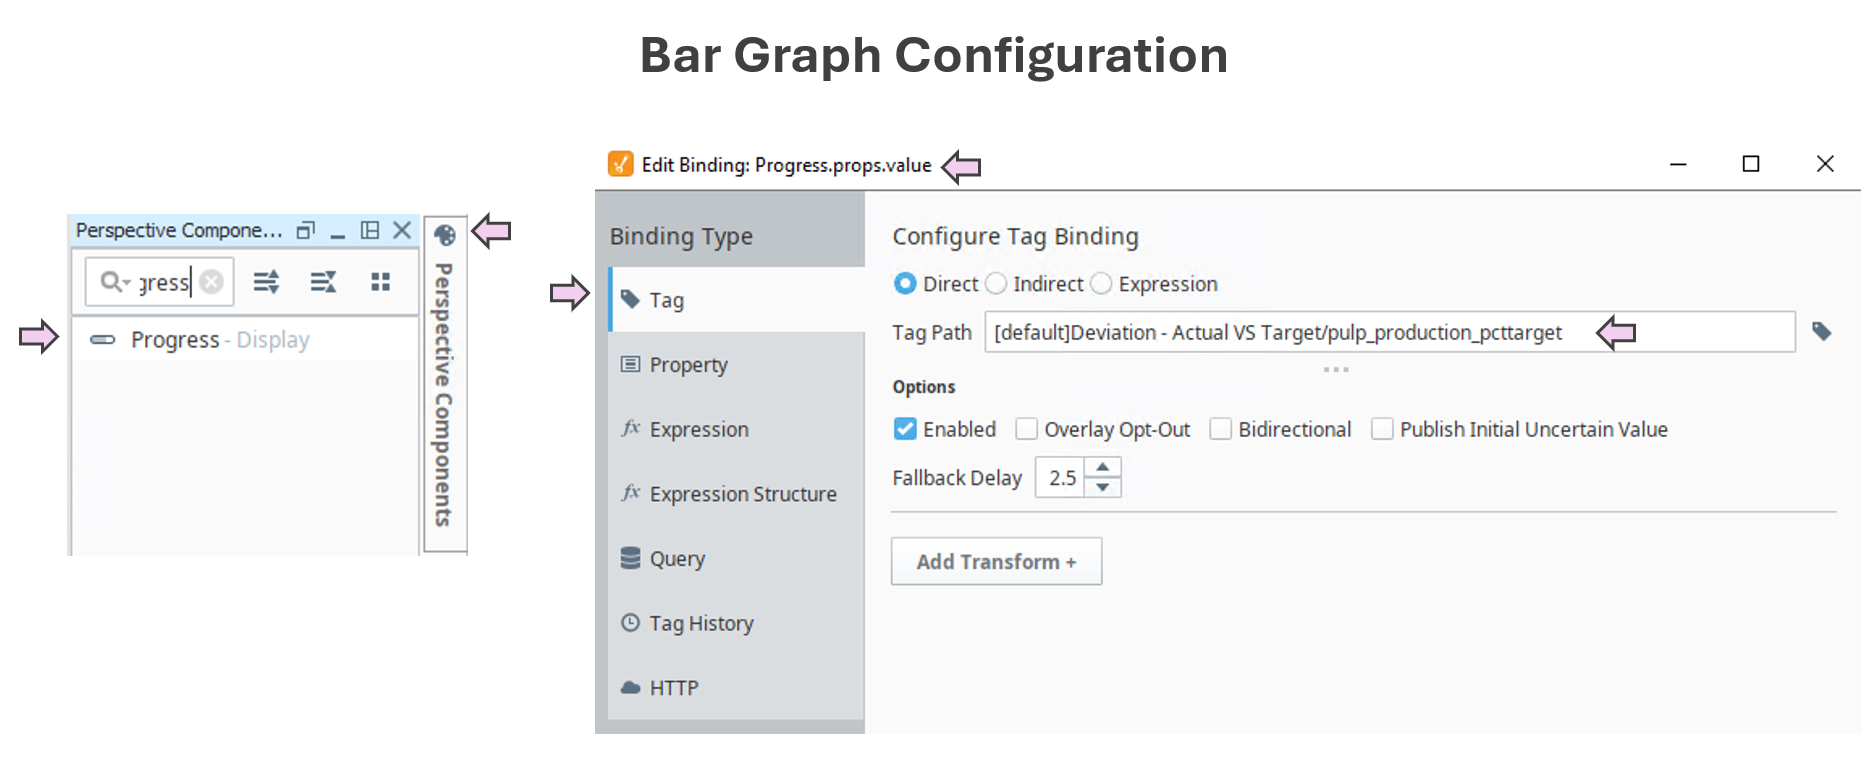 Bar Graph Configuration
Perspective Compone...
gress
Progress - Display
Perspective Components
Edit Binding: Progress.props.value
Binding Type
Tag
Property
fx Expression
fx Expression Structure
Query
Tag History
HTTP
Configure Tag Binding
Direct Indirect Expression
Tag Path [default]Deviation - Actual VS Target/pulp_production_pcttarget
Options
Enabled Overlay Opt-Out Bidirectional Publish Initial Uncertain Value
Fallback Delay 2.5
Add Transform +